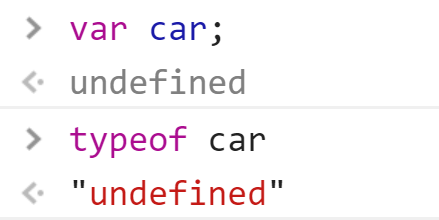 var car;
undefined
typeof car
"undefined"